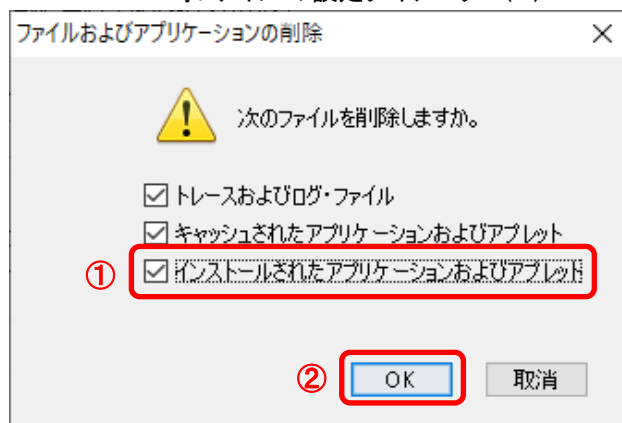 ファイルおよびアプリケーションの削除
次のファイルを削除しますか。
トレースおよびログ・ファイル
キャッシュされたアプリケーションおよびアプレット
① インストールされたアプリケーションおよびアプレット
② OK 取消